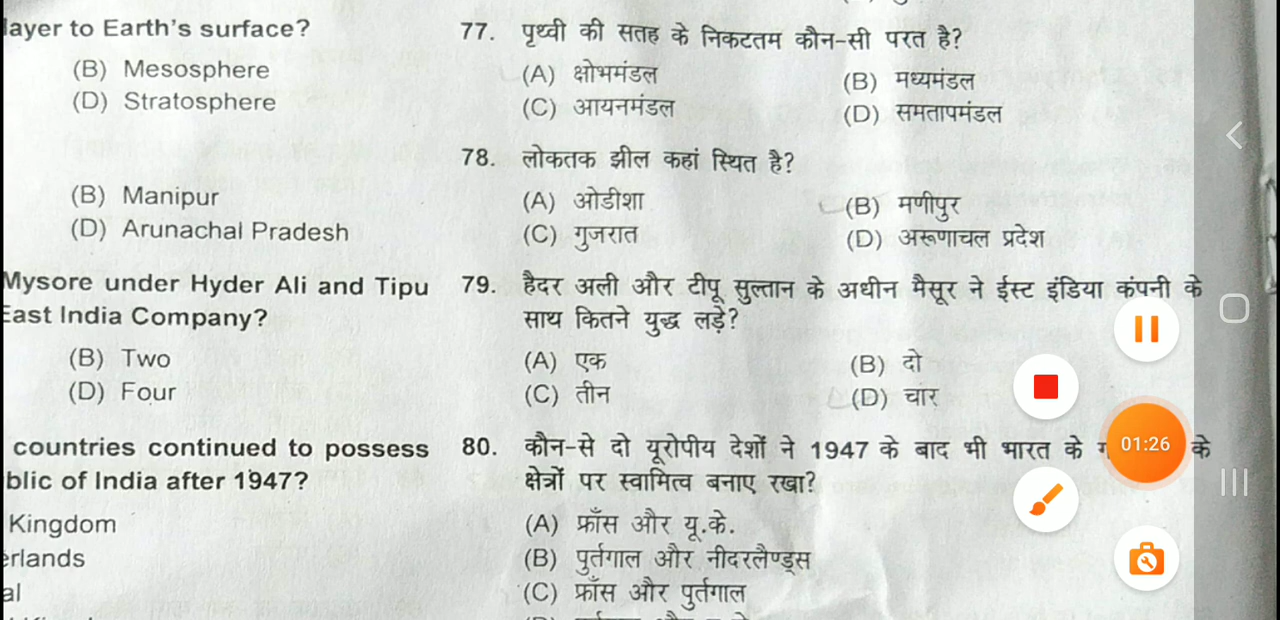 layer to Earth's surface?
(B) Mesosphere
(D) Stratosphere
(B) Manipur
(D) Arunachal Pradesh
Mysore under Hyder Ali and Tipu
East India Company?
(B) Two
(D) Four
countries continued to possess
blic of India after 1947?
Kingdom
erlands
al
77. पृथ्वी की सतह के निकटतम कौन-सी परत है?
(A) क्षोभमंडल (B) मध्यमंडल
(C) आयनमंडल (D) समतापमंडल
78. लोकतक झील कहां स्थित है?
(A) ओडीशा (B) मणीपुर
(C) गुजरात (D) अरूणाचल प्रदेश
79. हैदर अली और टीपू सुल्तान के अधीन मैसूर ने ईस्ट इंडिया कंपनी के
साथ कितने युद्ध लड़े?
(A) एक (B) दो
(C) तीन (D) चार
80. कौन-से दो यूरोपीय देशों ने 1947 के बाद भी भारत के के
क्षेत्रों पर स्वामित्व बनाए रखा?
(A) फ्राँस और यू.के.
(B) पुर्तगाल और नीदरलैण्ड्स
(C) फ्राँस और पुर्तगाल
01:26